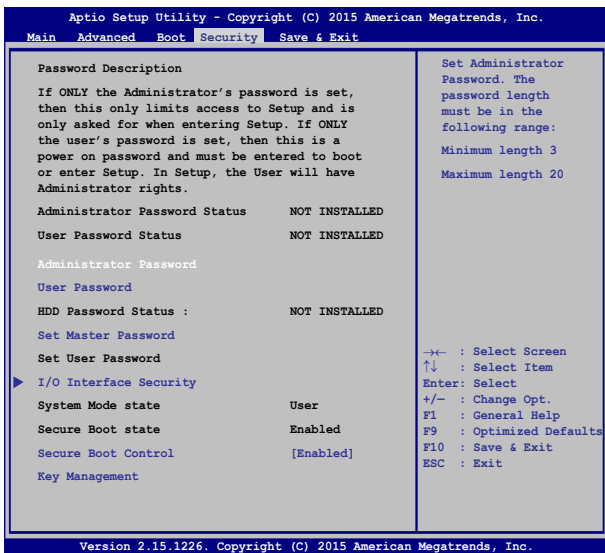 Aptio Setup Utility - Copyright (C) 2015 American Megatrends, Inc.
Main Advanced Boot Security Save & Exit
Password Description
If ONLY the Administrator's password is set,
then this only limits access to Setup and is
only asked for when entering Setup. If ONLY
the user's password is set, then this is a
power on password and must be entered to boot
or enter Setup. In Setup, the User will have
Administrator rights.
Administrator Password Status NOT INSTALLED
User Password Status NOT INSTALLED
Administrator Password
User Password
HDD Password Status : NOT INSTALLED
Set Master Password
Set User Password
I/O Interface Security
System Mode state User
Secure Boot state Enabled
Secure Boot Control [Enabled]
Key Management
Set Administrator
Password. The
password length
must be in the
following range:
Minimum length 3
Maximum length 20
→← : Select Screen
↑↓ : Select Item
Enter: Select
+/— : Change Opt.
F1 : General Help
F9 : Optimized Defaults
F10 : Save & Exit
ESC : Exit
Version 2.15.1226. Copyright (C) 2015 American Megatrends, Inc.